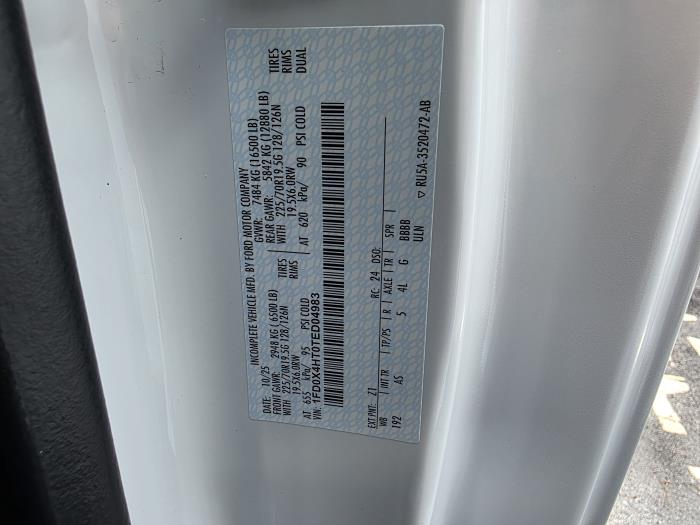 INCOMPLETE VEHICLE MFD. BY FORD MOTOR COMPANY
DATE: 10/25 GVWR: 7484 KG (16500 LB)
FRONT GAWR: 2948 KG (6500 LB) REAR GAWR: 5842 KG (12880 LB)
WITH 225/70R19.5G 128/126N TIRES WITH 225/70R19.5G 128/126N TIRES
19.5X6.0RW RIMS 19.5X6.0RW RIMS
AT 655 kPa/ 95 PSI COLD AT 620 kPa/ 90 PSI COLD DUAL
VIN: 1FD0X4HT0TED04983
EXT PNT: Z1 RC: 24 DSO:
WB INT TR TP/PS R AXLE TR SPR
192 AS 5 4L G BBBB
ULN
▽ RU5A-3520472-AB